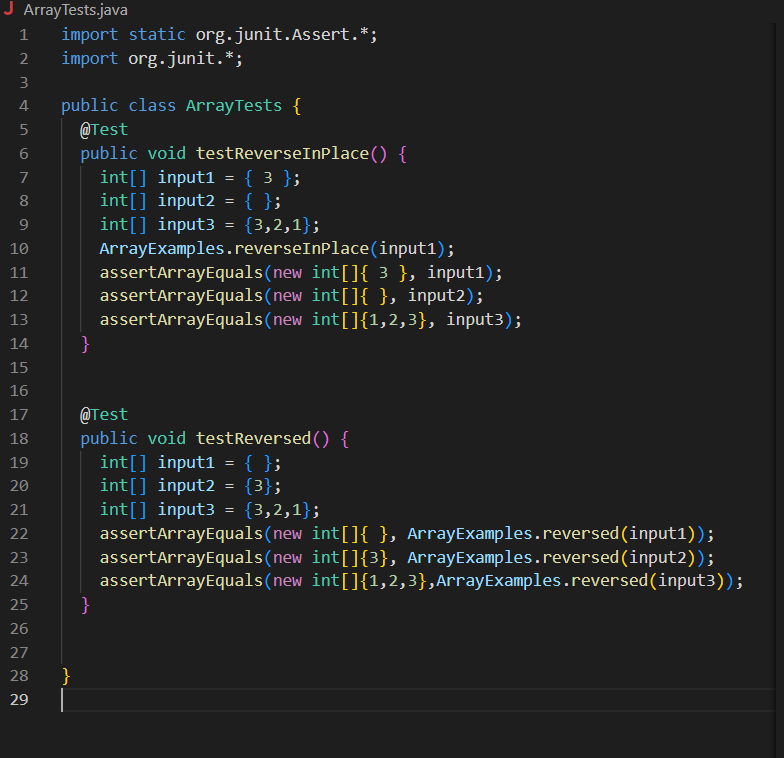 J ArrayTests.java
1 import static org.junit.Assert.*;
2 import org.junit.*;
3
4 public class ArrayTests {
5   @Test
6   public void testReverseInPlace() {
7     int[] input1 = { 3 };
8     int[] input2 = { };
9     int[] input3 = {3,2,1};
10     ArrayExamples.reverseInPlace(input1);
11     assertArrayEquals(new int[]{ 3 }, input1);
12     assertArrayEquals(new int[]{ }, input2);
13     assertArrayEquals(new int[]{1,2,3}, input3);
14   }
15
16
17   @Test
18   public void testReversed() {
19     int[] input1 = { };
20     int[] input2 = {3};
21     int[] input3 = {3,2,1};
22     assertArrayEquals(new int[]{ }, ArrayExamples.reversed(input1));
23     assertArrayEquals(new int[]{3}, ArrayExamples.reversed(input2));
24     assertArrayEquals(new int[]{1,2,3},ArrayExamples.reversed(input3));
25   }
26
27
28 }
29